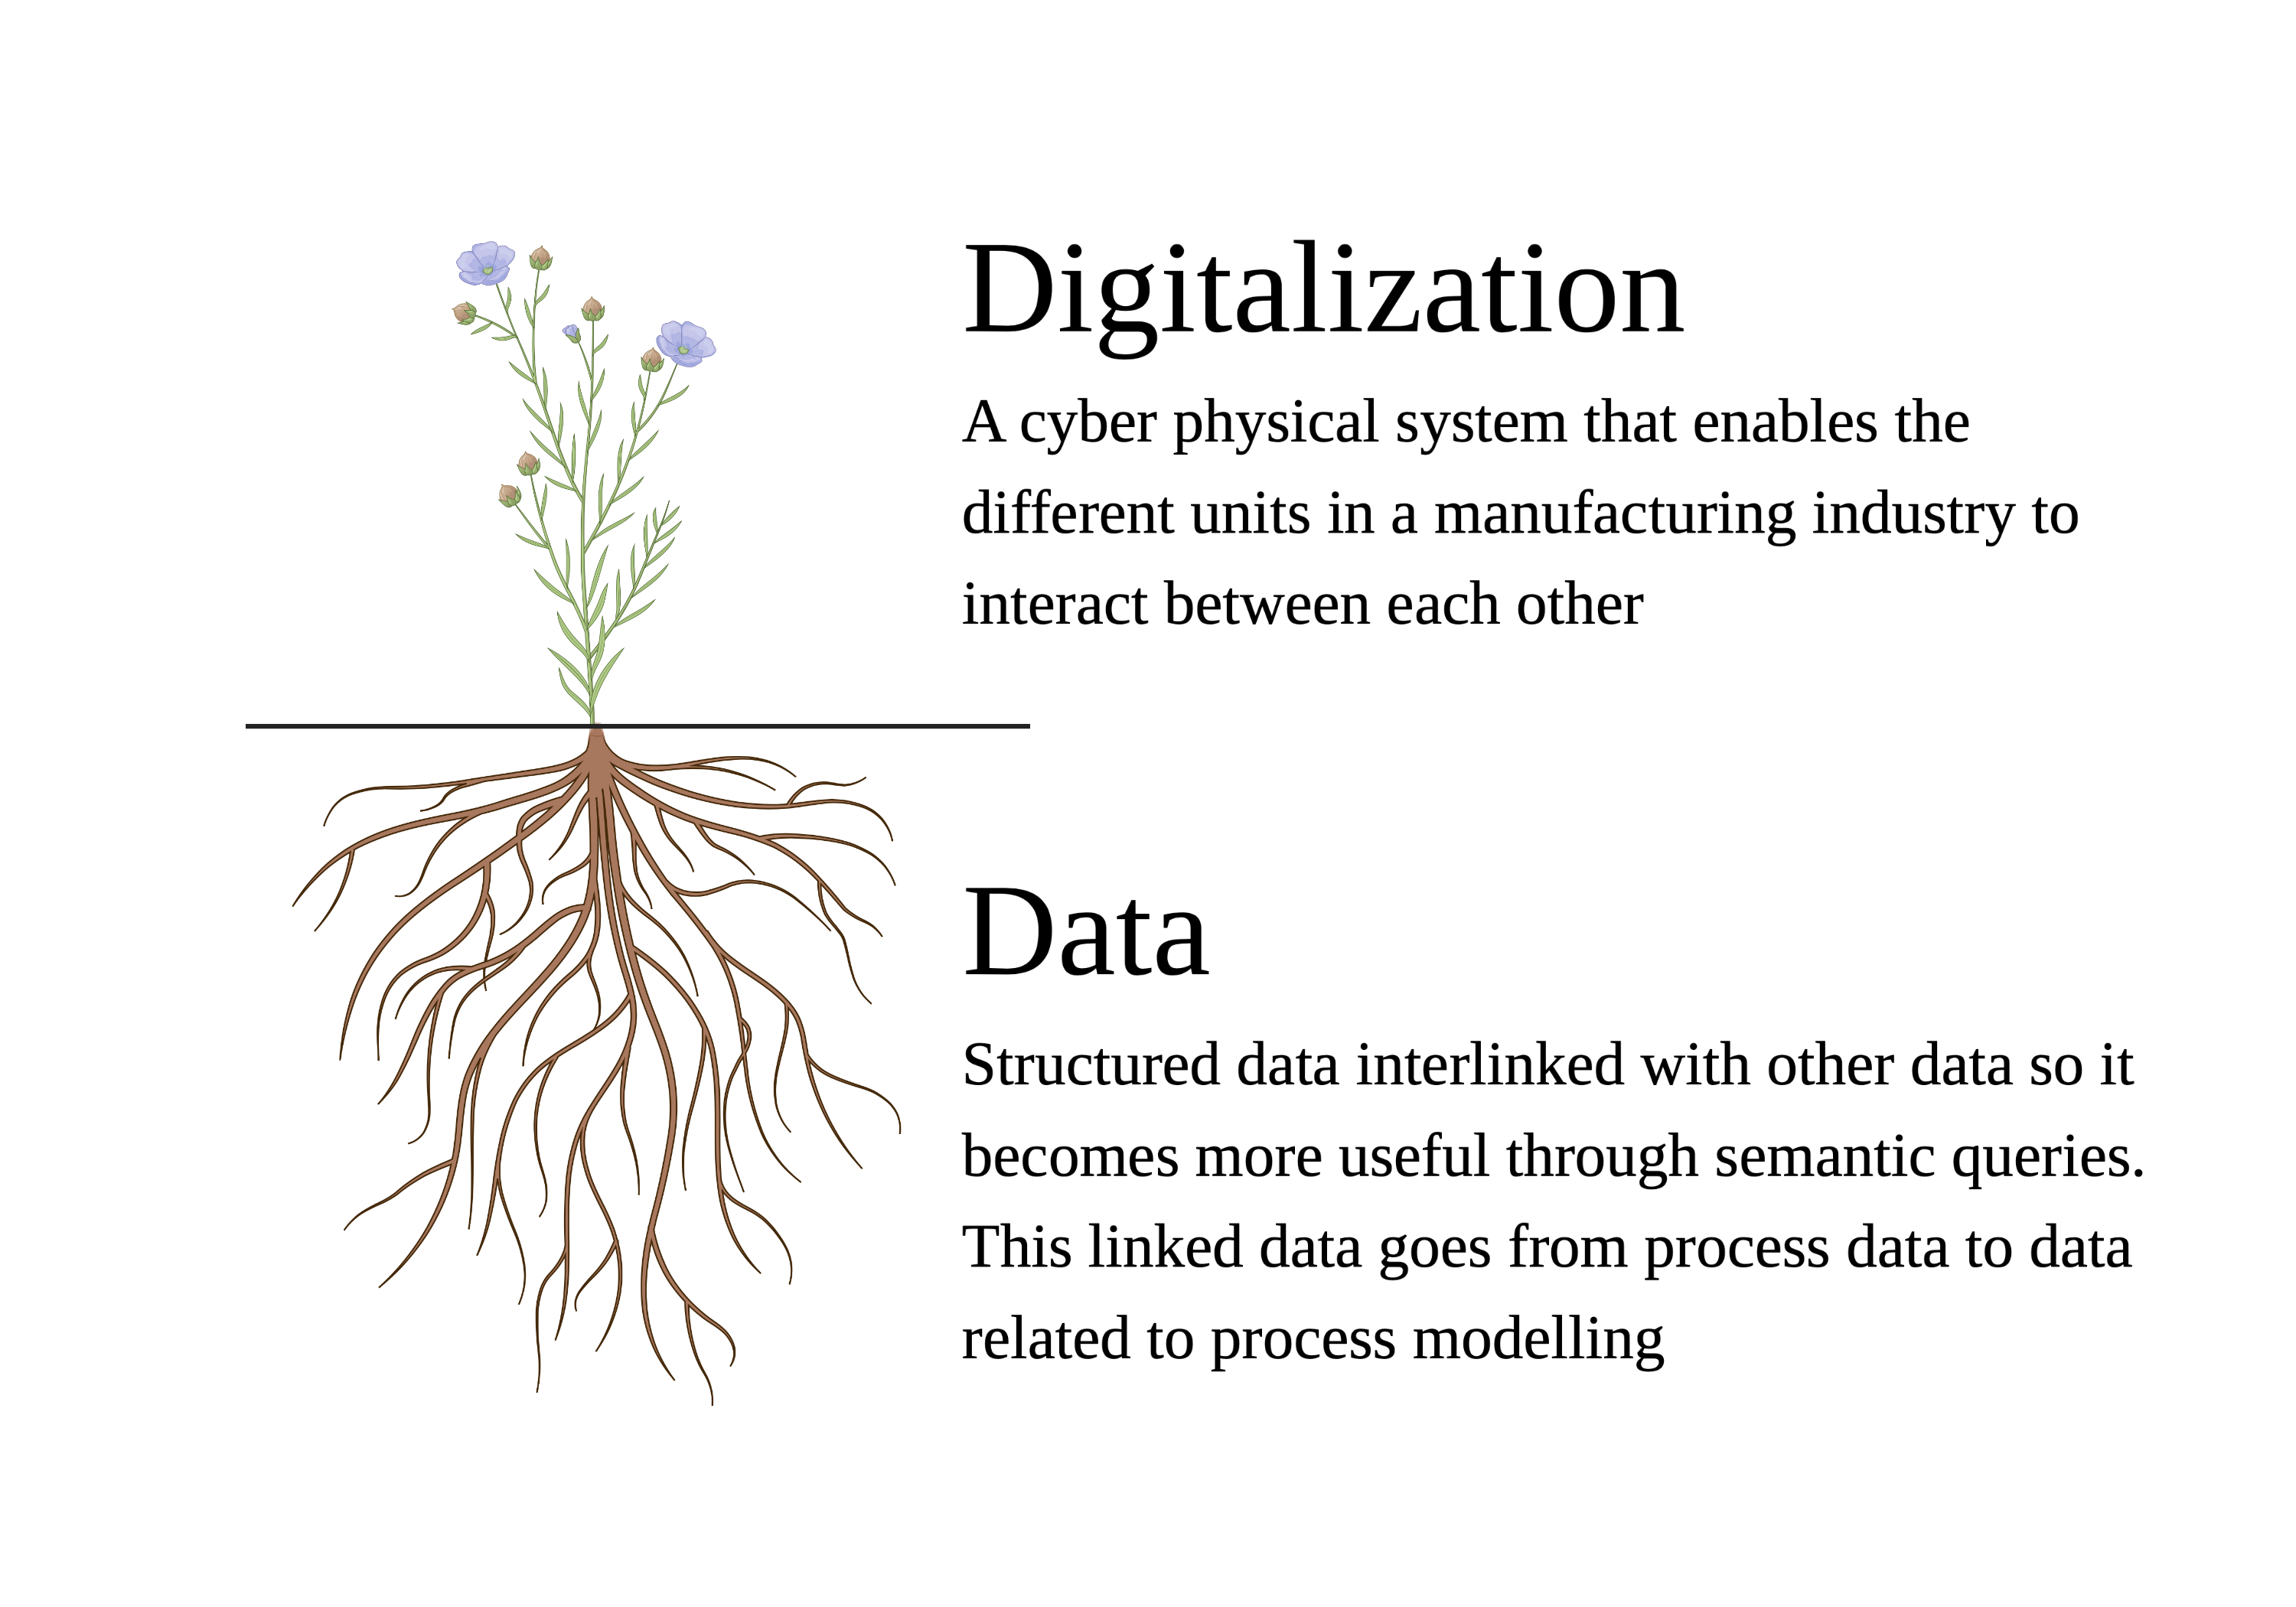 Digitalization
A cyber physical system that enables the
different units in a manufacturing industry to
interact between each other
Data
Structured data interlinked with other data so it
becomes more useful through semantic queries.
This linked data goes from process data to data
related to process modelling